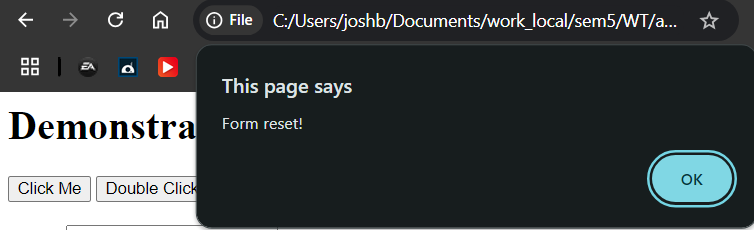 File C:/Users/joshb/Documents/work_local/sem5/WT/a...
EA
This page says
Form reset!
OK
Demonstra
Click Me Double Click